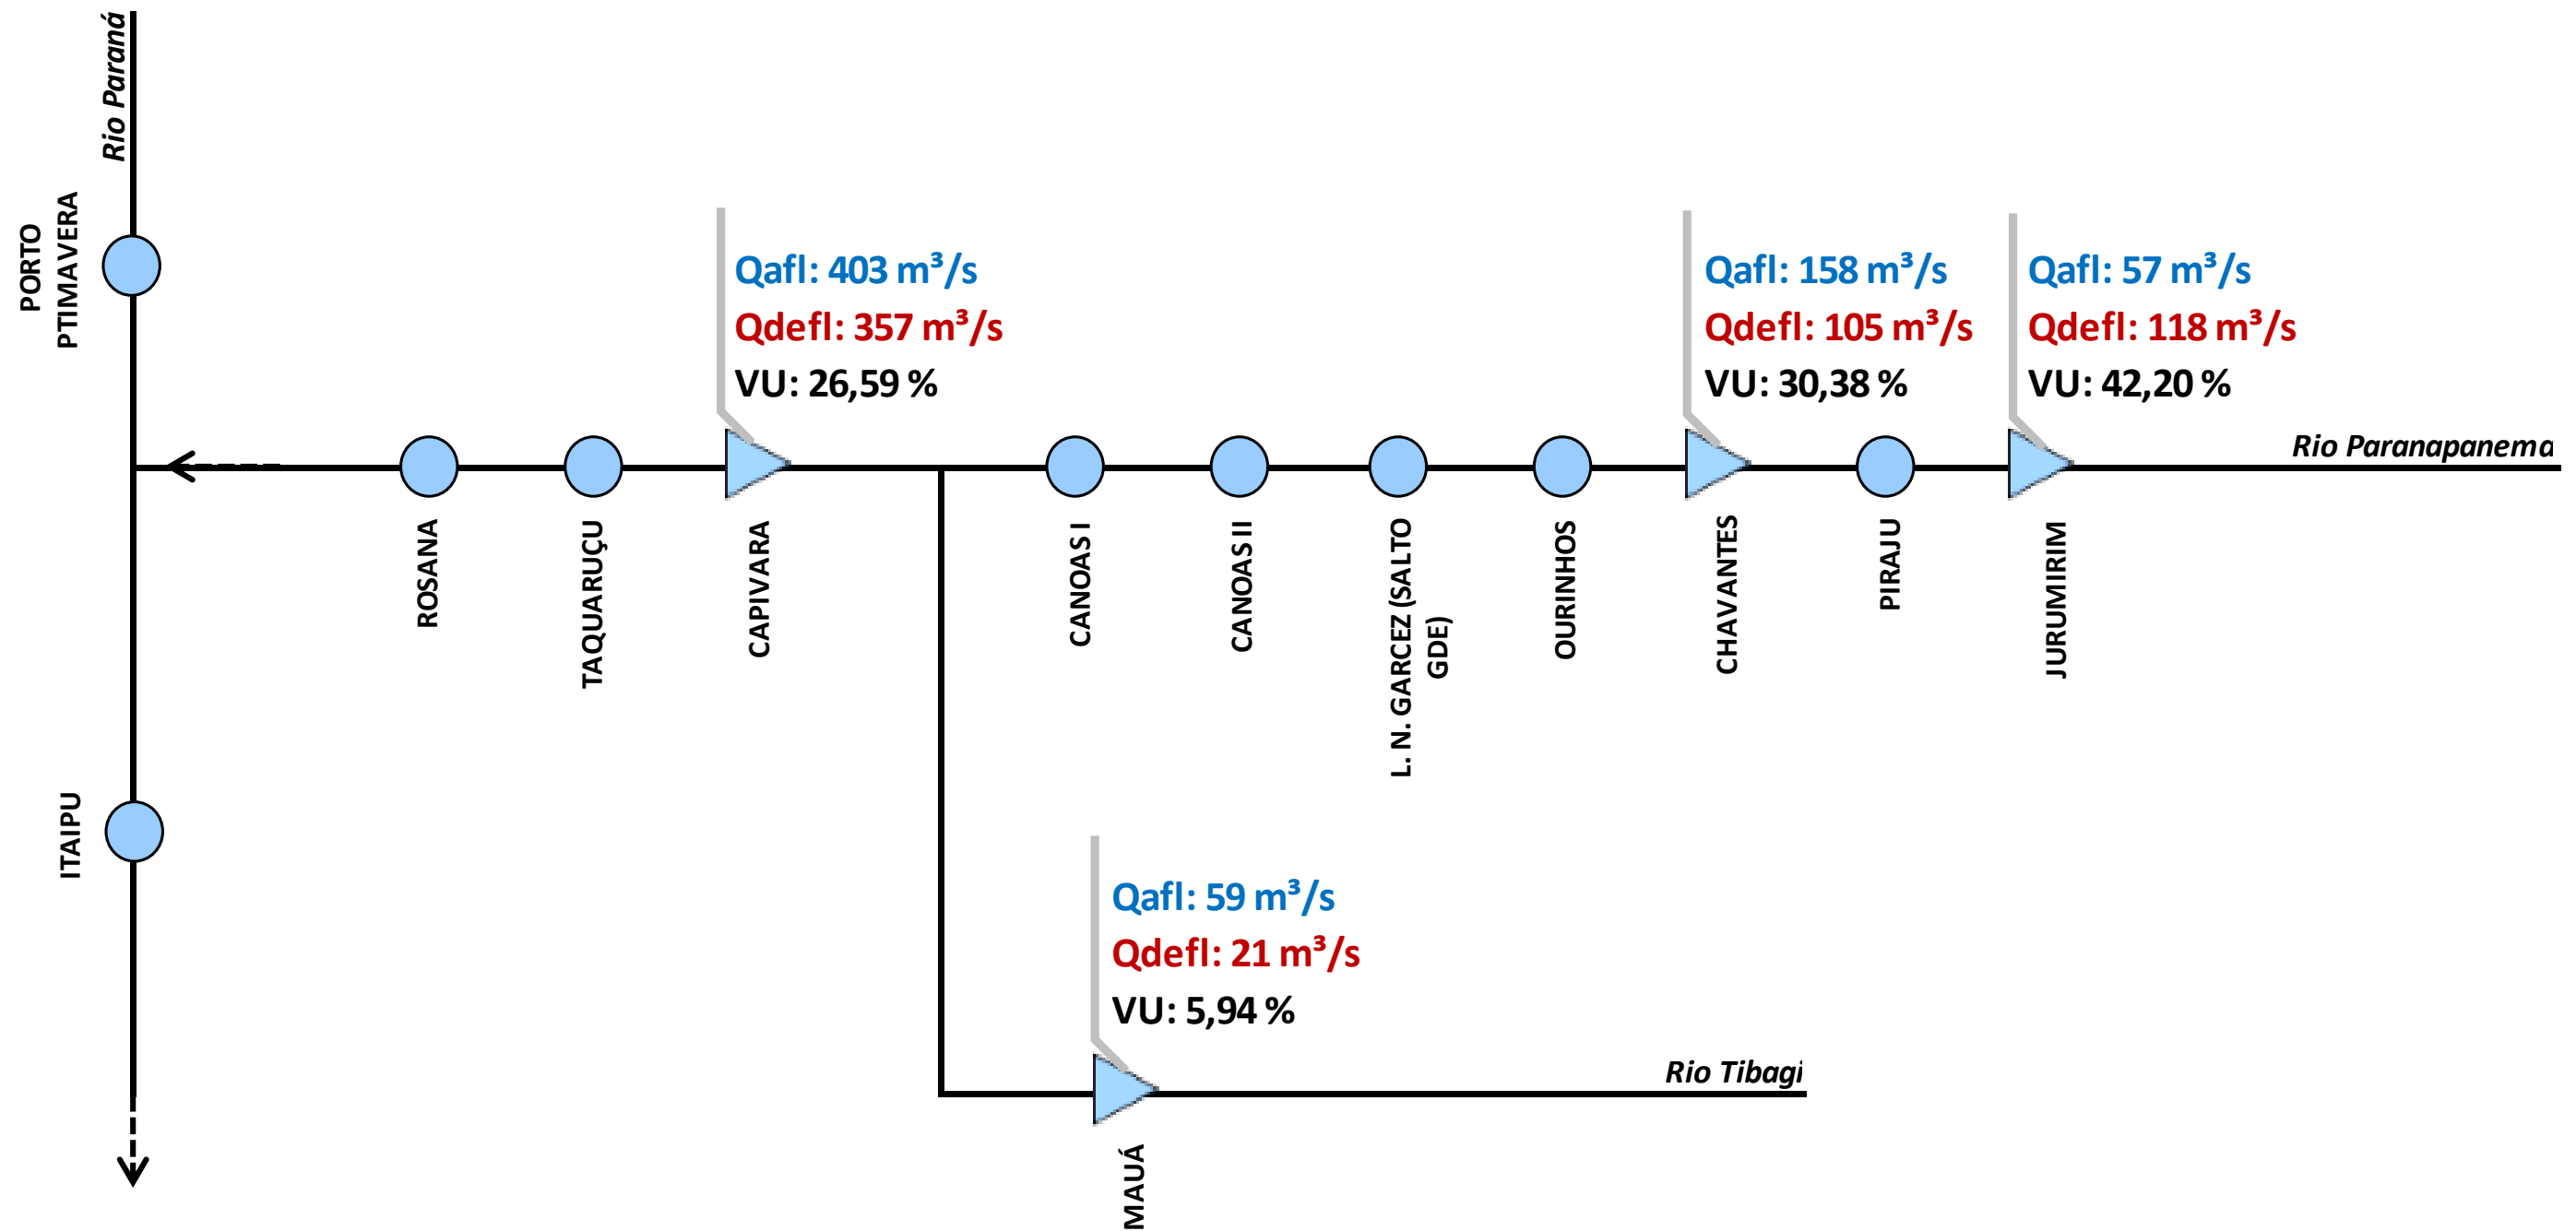 Rio Paraná
PORTO
PTIMAVERA
Qafl: 403 m³/s
Qdefl: 357 m³/s
VU: 26,59 %
Qafl: 158 m³/s
Qdefl: 105 m³/s
VU: 30,38 %
Qafl: 57 m³/s
Qdefl: 118 m³/s
VU: 42,20 %
Rio Paranapanema
ROSANA
TAQUARUÇU
CAPIVARA
CANOAS I
CANOAS II
L. N. GARCEZ (SALTO
GDE)
OURINHOS
CHAVANTES
PIRAJU
JURUMIRIM
ITAIPU
Qafl: 59 m³/s
Qdefl: 21 m³/s
VU: 5,94 %
Rio Tibagi
MAUÁ